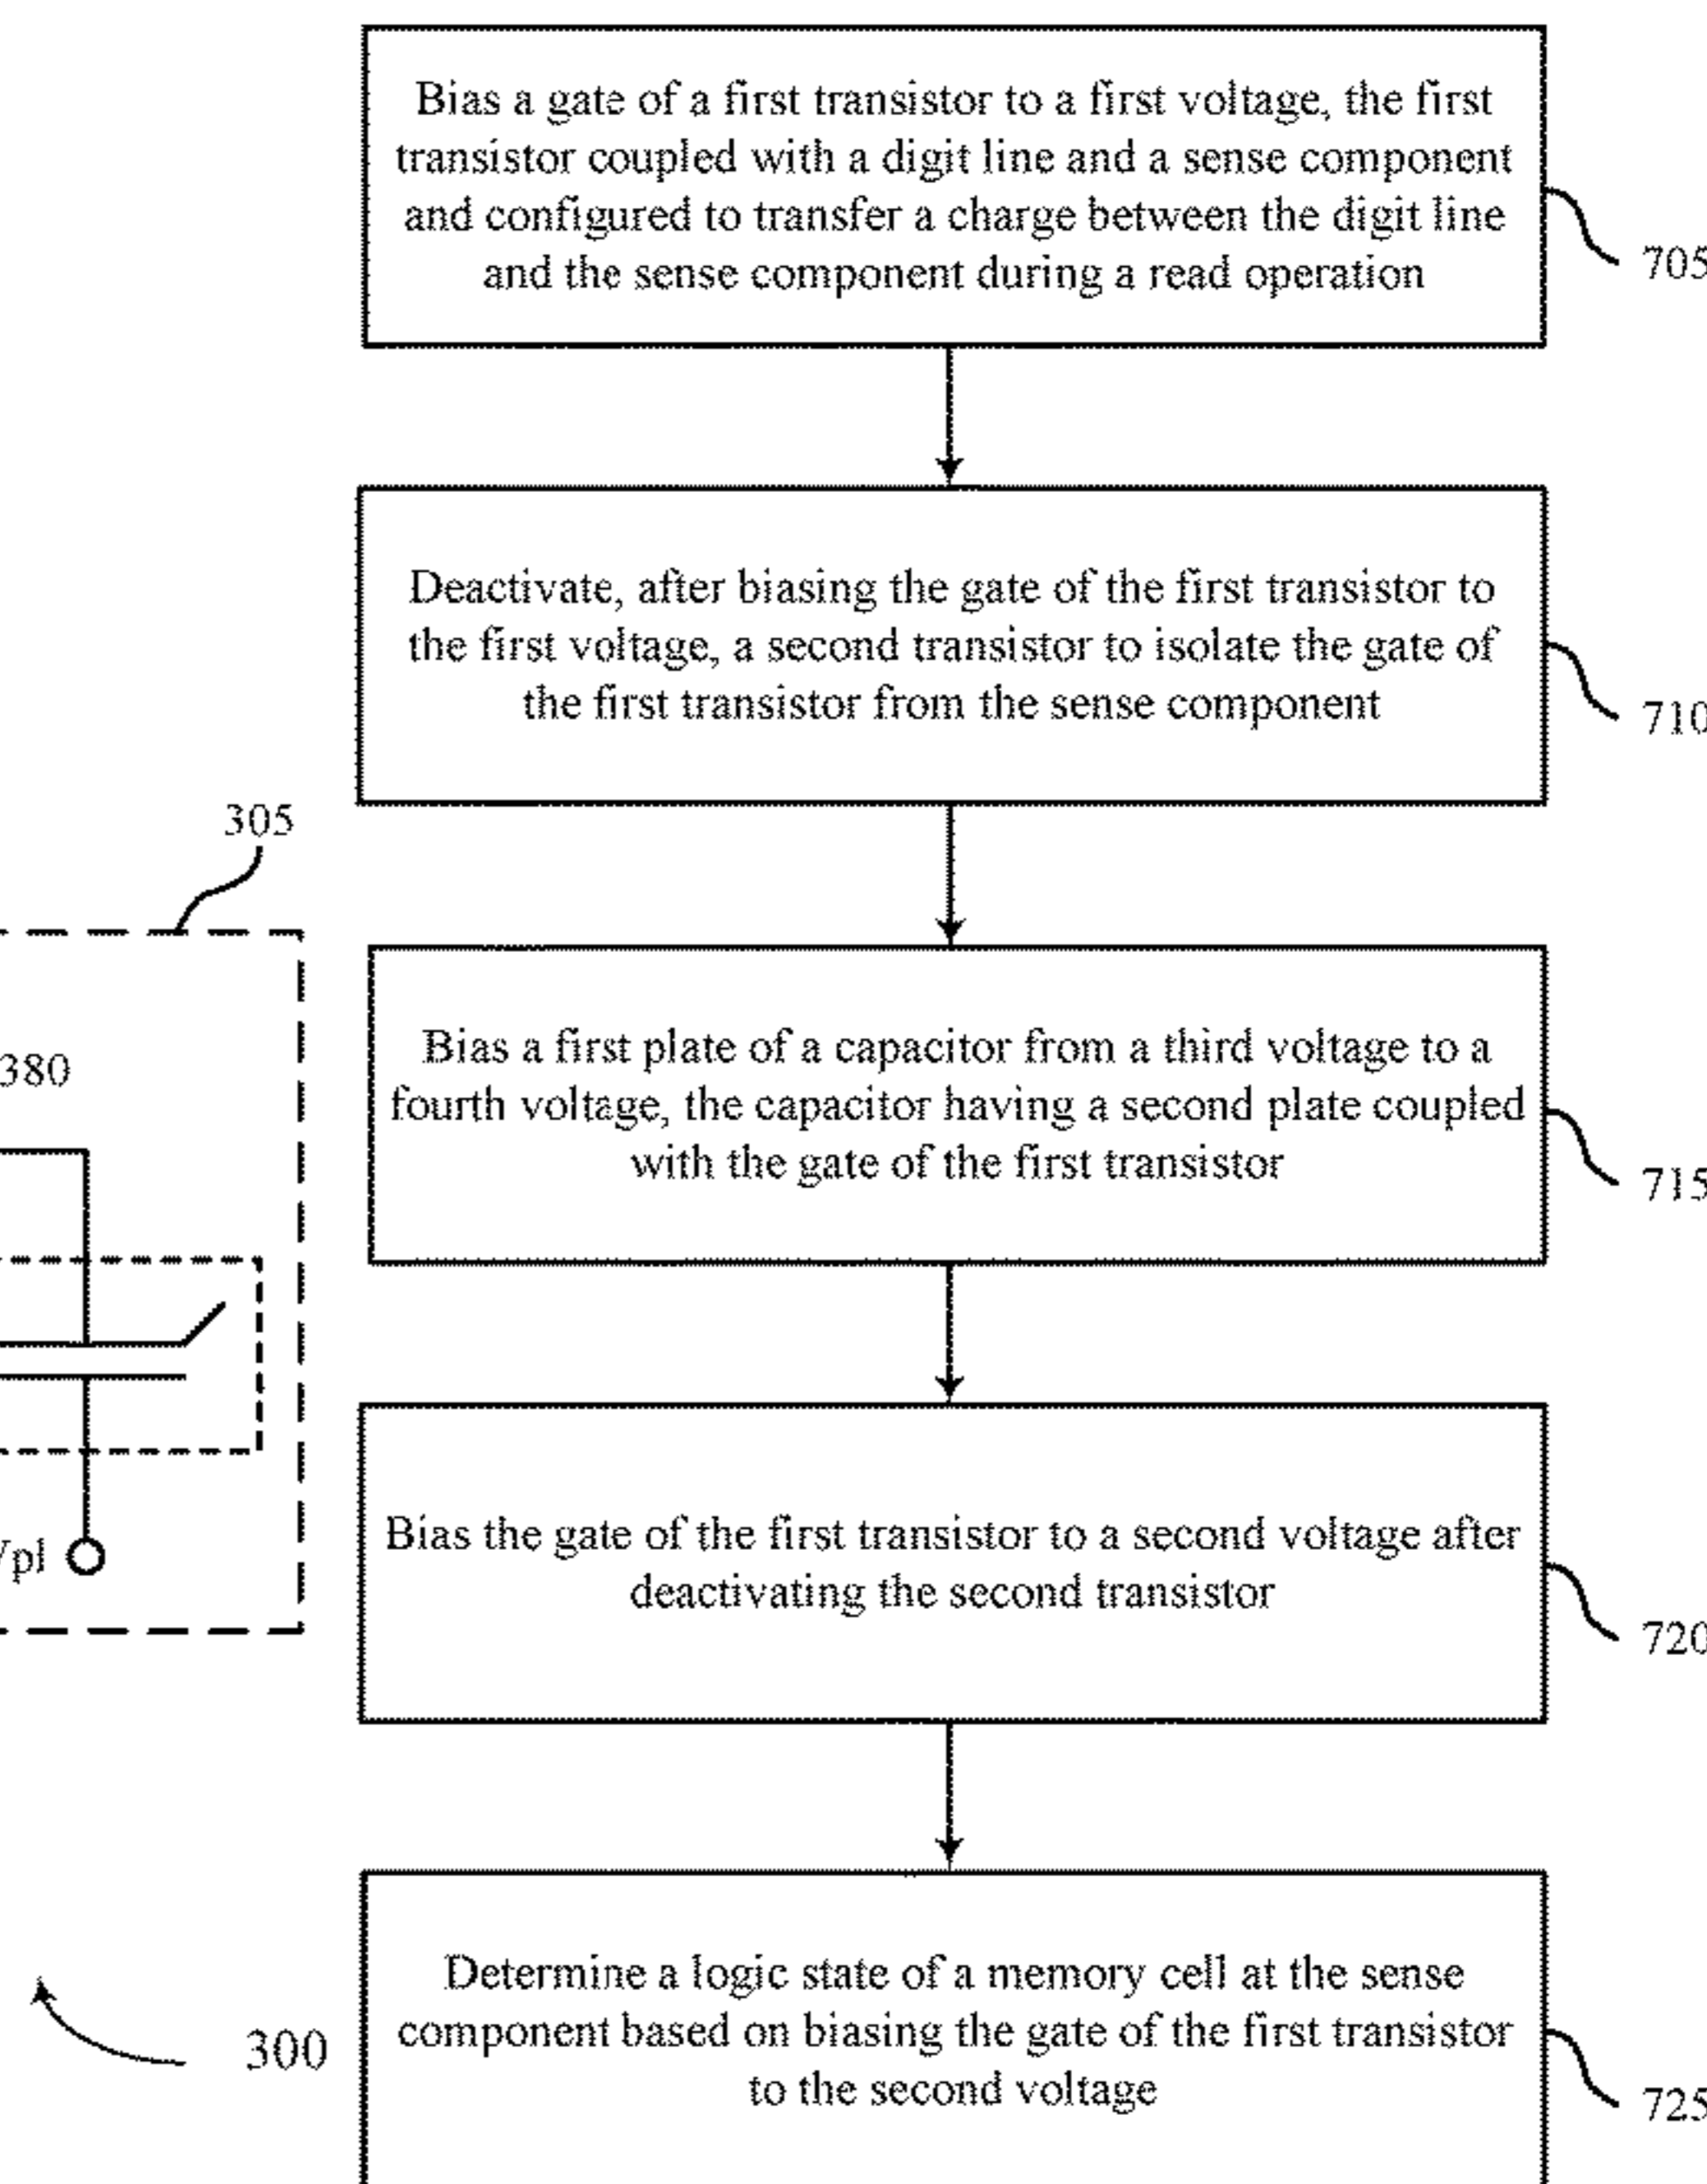 Bias a gate of a first transistor to a first voltage, the first
transistor coupled with a digit line and a sense component
and configured to transfer a charge between the digit line
and the sense component during a read operation
705
Deactivate, after biasing the gate of the first transistor to
the first voltage, a second transistor to isolate the gate of
the first transistor from the sense component
710
305
380
Bias a first plate of a capacitor from a third voltage to a
fourth voltage, the capacitor having a second plate coupled
with the gate of the first transistor
715
Vpl
Bias the gate of the first transistor to a second voltage after
deactivating the second transistor
720
300
Determine a logic state of a memory cell at the sense
component based on biasing the gate of the first transistor
to the second voltage
725